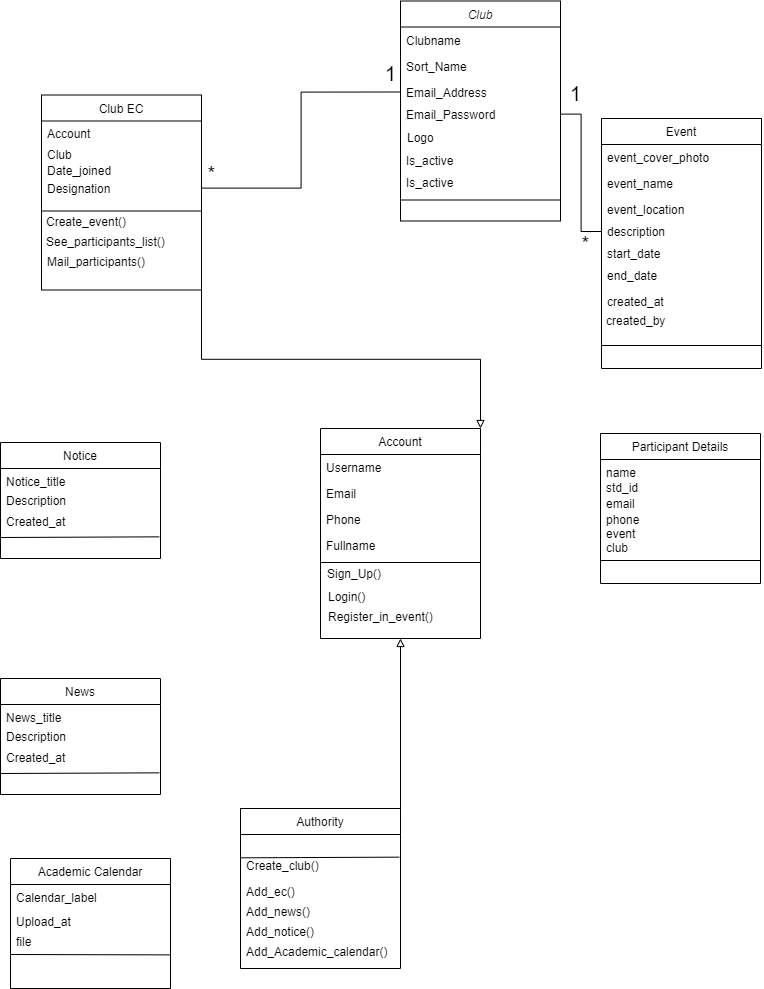 Club
Clubname
Sort_Name
Email_Address
Email_Password
Logo
Is_active
Is_active
1
1
Club EC
Account
Club
Date_joined
Designation
Create_event()
See_participants_list()
Mail_participants()
*
Event
event_cover_photo
event_name
event_location
description
start_date
end_date
created_at
created_by
*
Account
Username
Email
Phone
Fullname
Sign_Up()
Login()
Register_in_event()
Participant Details
name
std_id
email
phone
event
club
Notice
Notice_title
Description
Created_at
News
News_title
Description
Created_at
Authority
Create_club()
Add_ec()
Add_news()
Add_notice()
Add_Academic_calendar()
Academic Calendar
Calendar_label
Upload_at
file